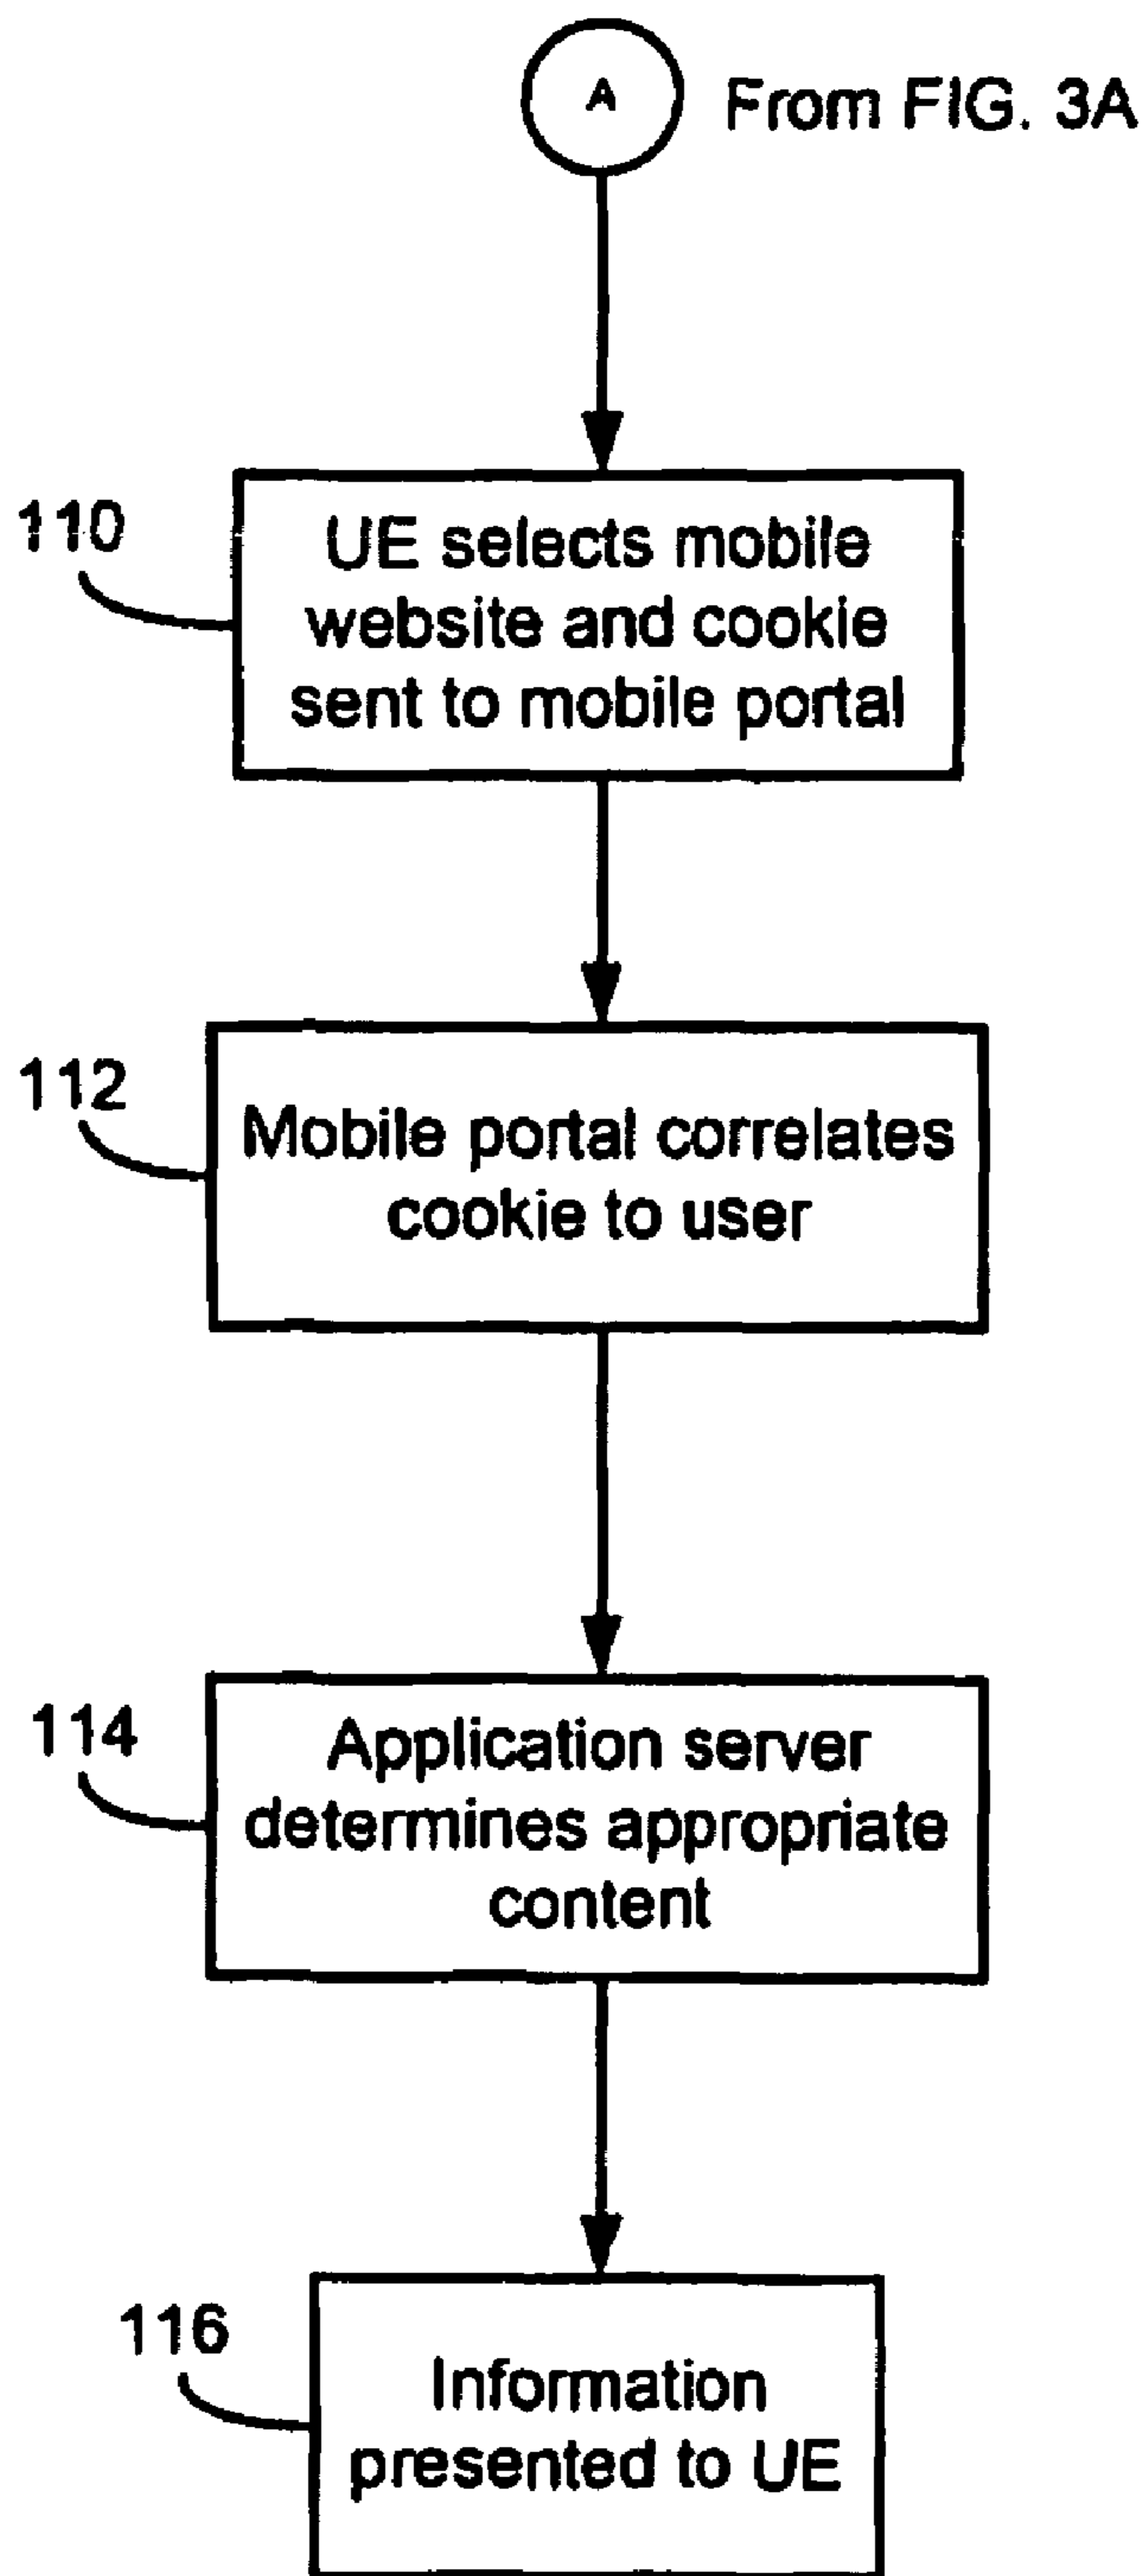 A
From FIG. 3A
110
UE selects mobile
website and cookie
sent to mobile portal
112
Mobile portal correlates
cookie to user
114
Application server
determines appropriate
content
116
Information
presented to UE